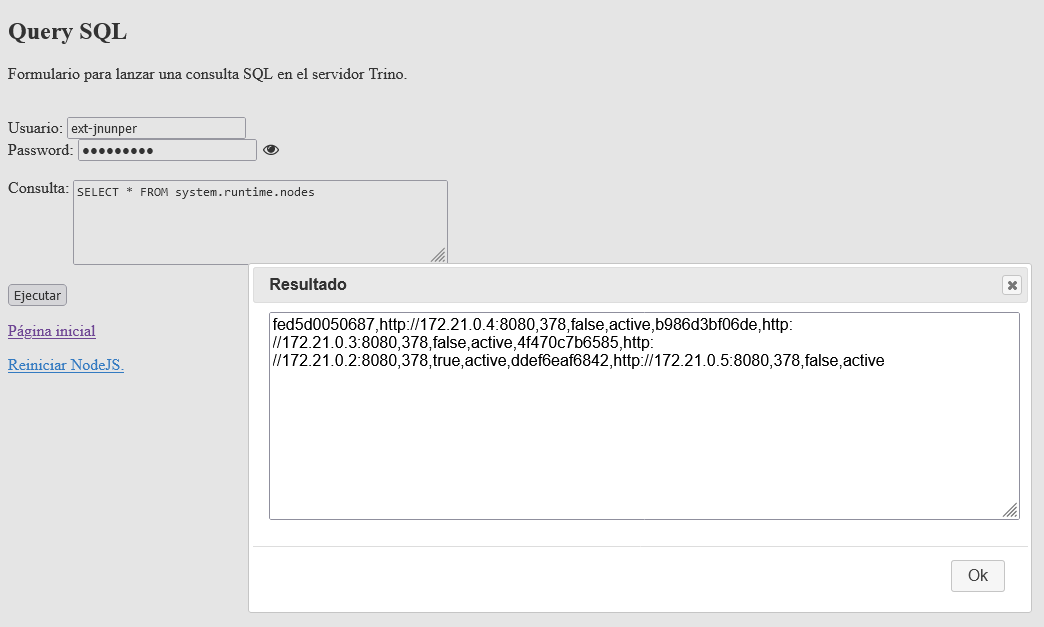 Query SQL
Formulario para lanzar una consulta SQL en el servidor Trino.
Usuario: ext-jnunper
Password: ●●●●●●●●●
Consulta: SELECT * FROM system.runtime.nodes
Ejecutar
Página inicial
Reiniciar NodeJS.
Resultado
fed5d0050687,http://172.21.0.4:8080,378,false,active,b986d3bf06de,http:
//172.21.0.3:8080,378,false,active,4f470c7b6585,http:
//172.21.0.2:8080,378,true,active,ddef6eaf6842,http://172.21.0.5:8080,378,false,active
Ok